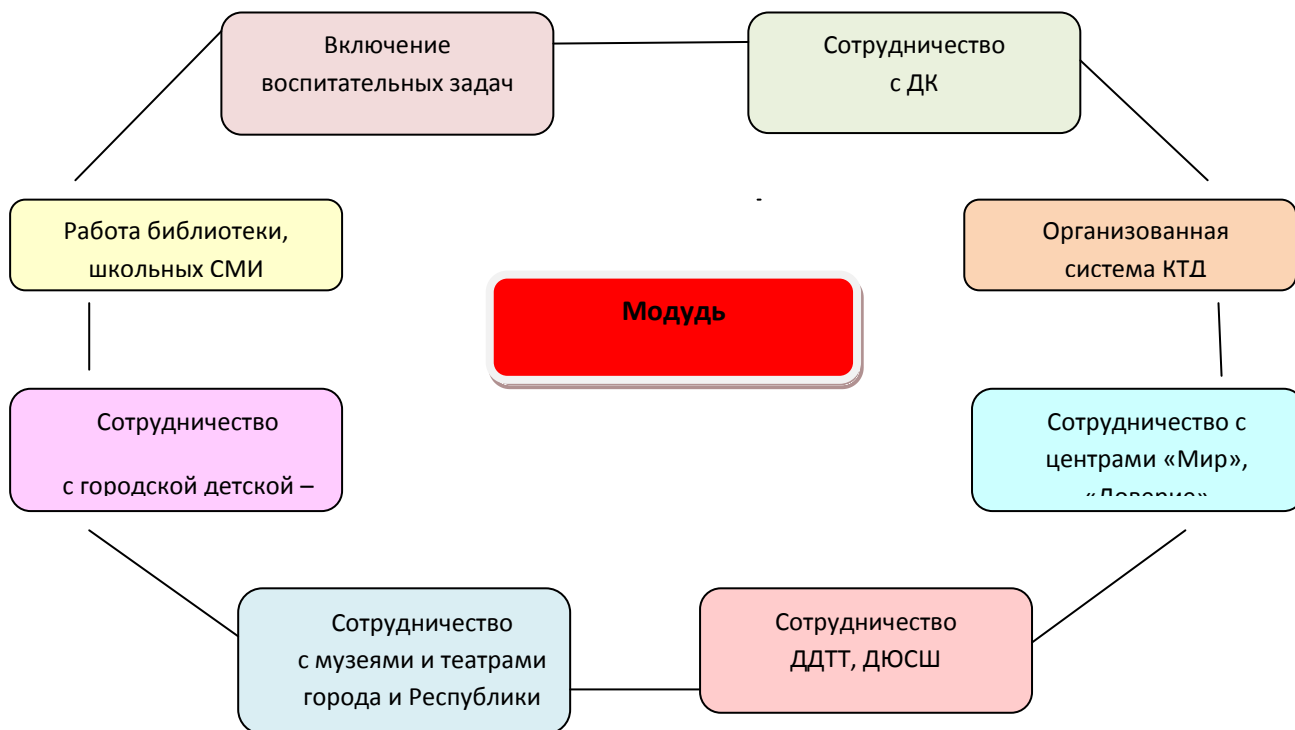 Включение
воспитательных задач
Сотрудничество
с ДК
Работа библиотеки,
школьных СМИ
-
Организованная
система КТД
Модудь
Сотрудничество
с городской детской –
Сотрудничество с
центрами «Мир»,
«Доверие»
Сотрудничество
с музеями и театрами
города и Республики
Сотрудничество
ДДТТ, ДЮСШ